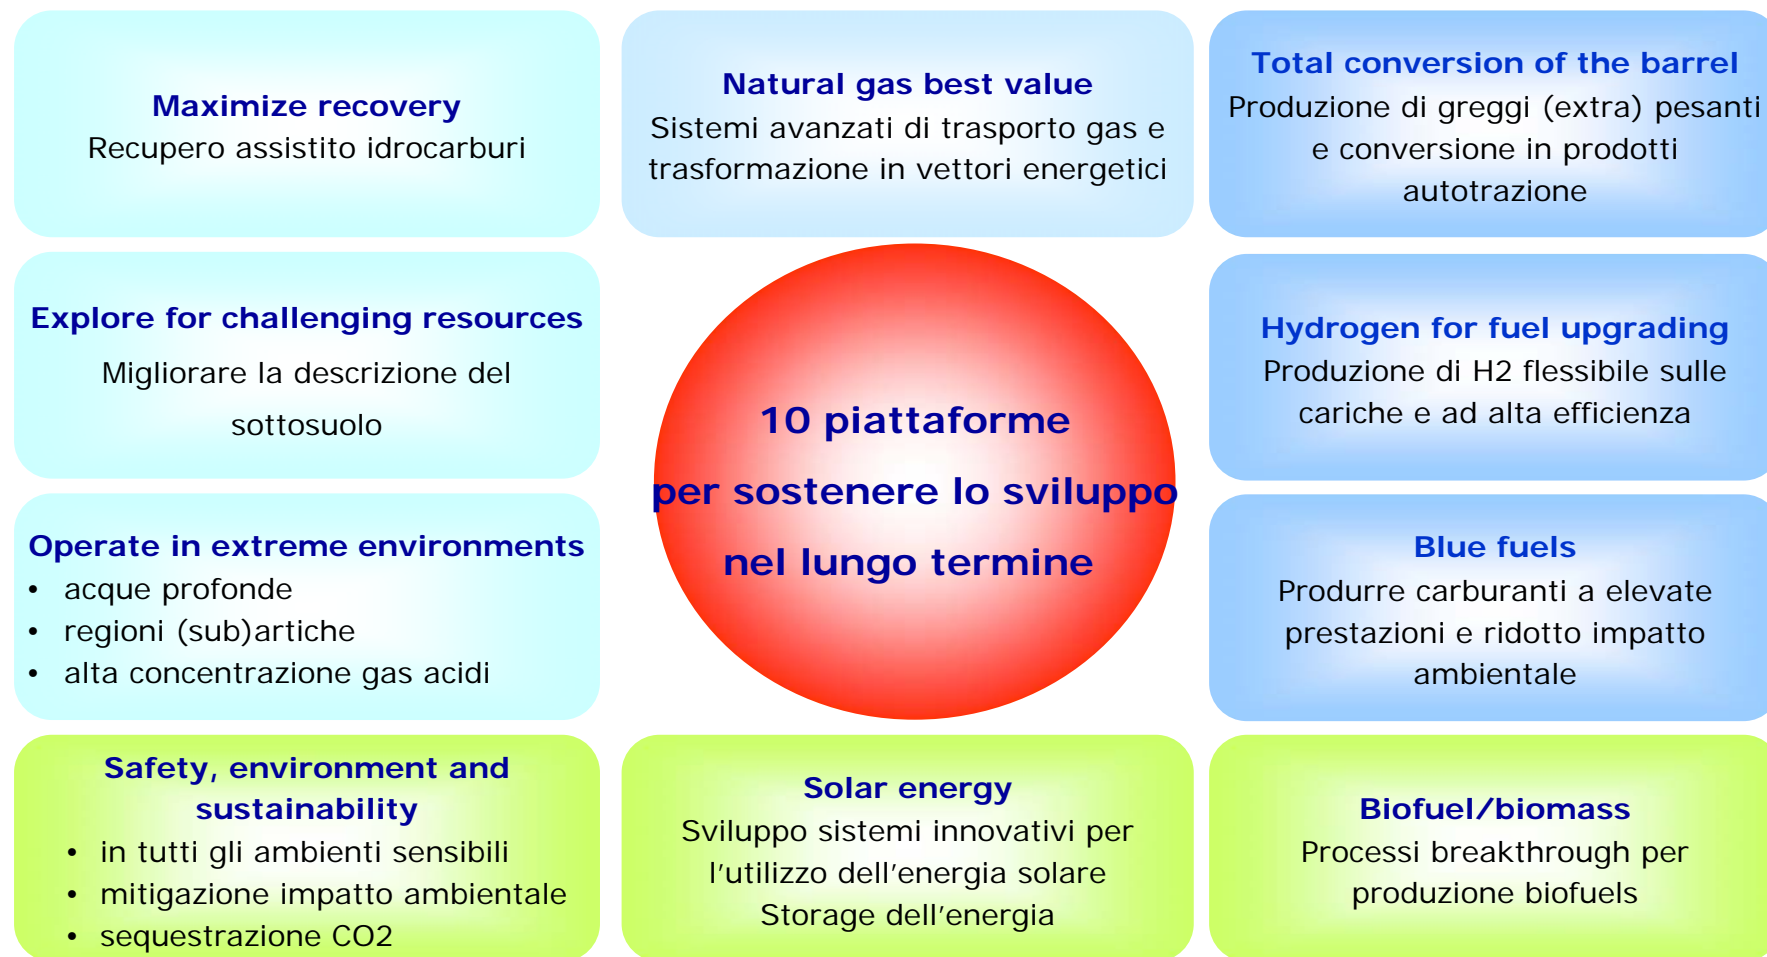 Maximize recovery
Recupero assistito idrocarburi
Natural gas best value
Sistemi avanzati di trasporto gas e
trasformazione in vettori energetici
Total conversion of the barrel
Produzione di greggi (extra) pesanti
e conversione in prodotti
autotrazione
Explore for challenging resources
Migliorare la descrizione del
sottosuolo
10 piattaforme
per sostenere lo sviluppo
nel lungo termine
Hydrogen for fuel upgrading
Produzione di H2 flessibile sulle
cariche e ad alta efficienza
Operate in extreme environments
• acque profonde
• regioni (sub)artiche
• alta concentrazione gas acidi
Blue fuels
Produrre carburanti a elevate
prestazioni e ridotto impatto
ambientale
Safety, environment and
sustainability
• in tutti gli ambienti sensibili
• mitigazione impatto ambientale
• sequestrazione CO2
Solar energy
Sviluppo sistemi innovativi per
l'utilizzo dell'energia solare
Storage dell'energia
Biofuel/biomass
Processi breakthrough per
produzione biofuels